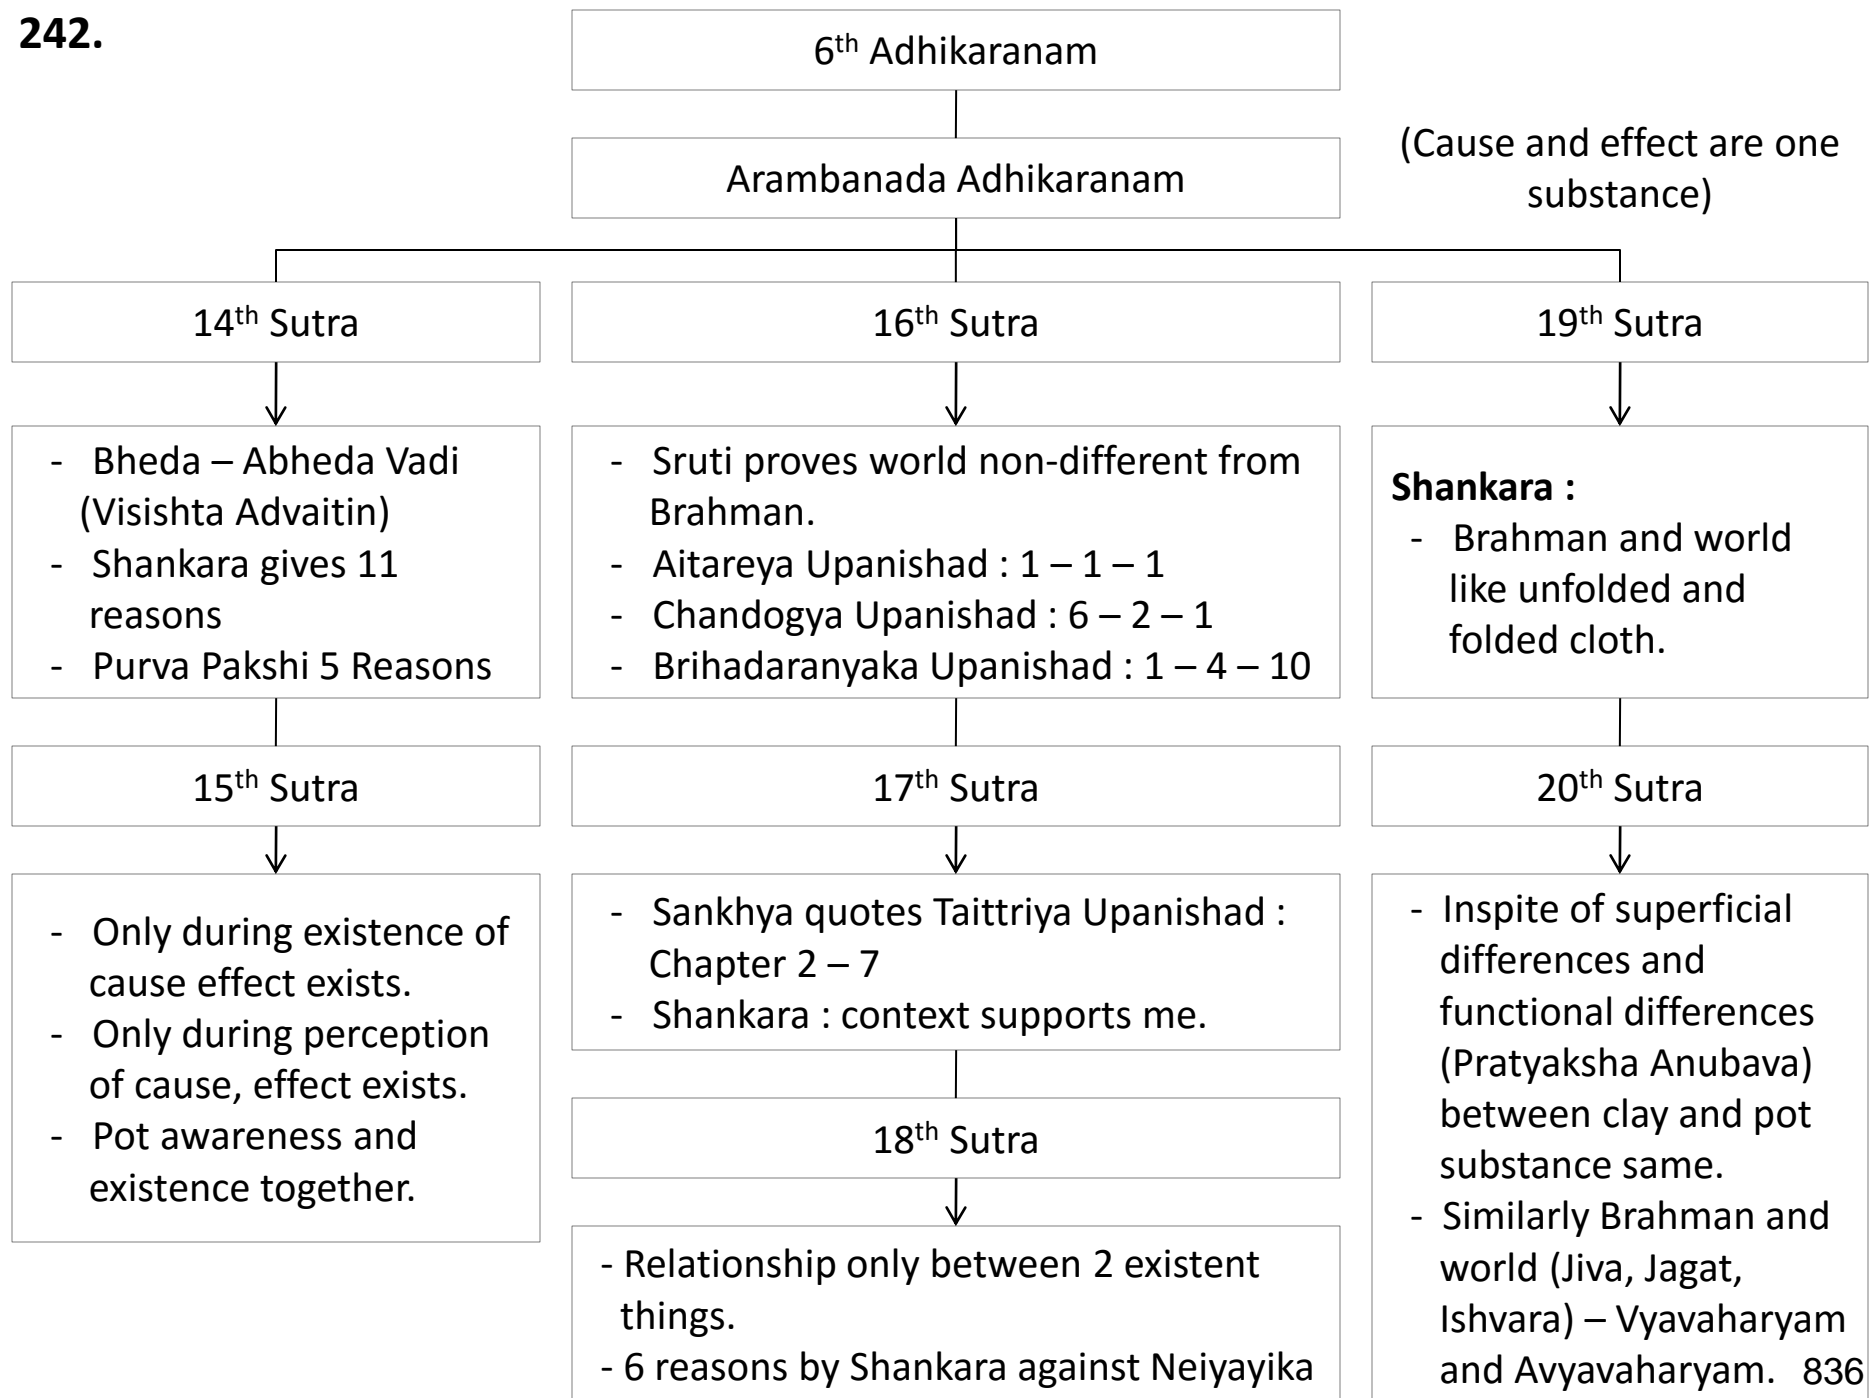 242.
6th Adhikaranam
Arambanada Adhikaranam
(Cause and effect are one
substance)
14th Sutra
- Bheda – Abheda Vadi
(Visishta Advaitin)
- Shankara gives 11
reasons
- Purva Pakshi 5 Reasons
15th Sutra
- Only during existence of
cause effect exists.
- Only during perception
of cause, effect exists.
- Pot awareness and
existence together.
16th Sutra
- Sruti proves world non-different from
Brahman.
- Aitareya Upanishad : 1 – 1 – 1
- Chandogya Upanishad : 6 – 2 – 1
- Brihadaranyaka Upanishad : 1 – 4 – 10
17th Sutra
- Sankhya quotes Taittriya Upanishad :
Chapter 2 – 7
- Shankara : context supports me.
18th Sutra
- Relationship only between 2 existent
things.
- 6 reasons by Shankara against Neiyayika
19th Sutra
Shankara :
- Brahman and world
like unfolded and
folded cloth.
20th Sutra
- Inspite of superficial
differences and
functional differences
(Pratyaksha Anubava)
between clay and pot
substance same.
- Similarly Brahman and
world (Jiva, Jagat,
Ishvara) – Vyavaharyam
and Avyavaharyam.
836